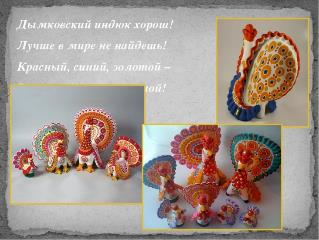 Дымковский индюк хорош!
Лучше в мире не найдешь!
Красный, синий, золотой –